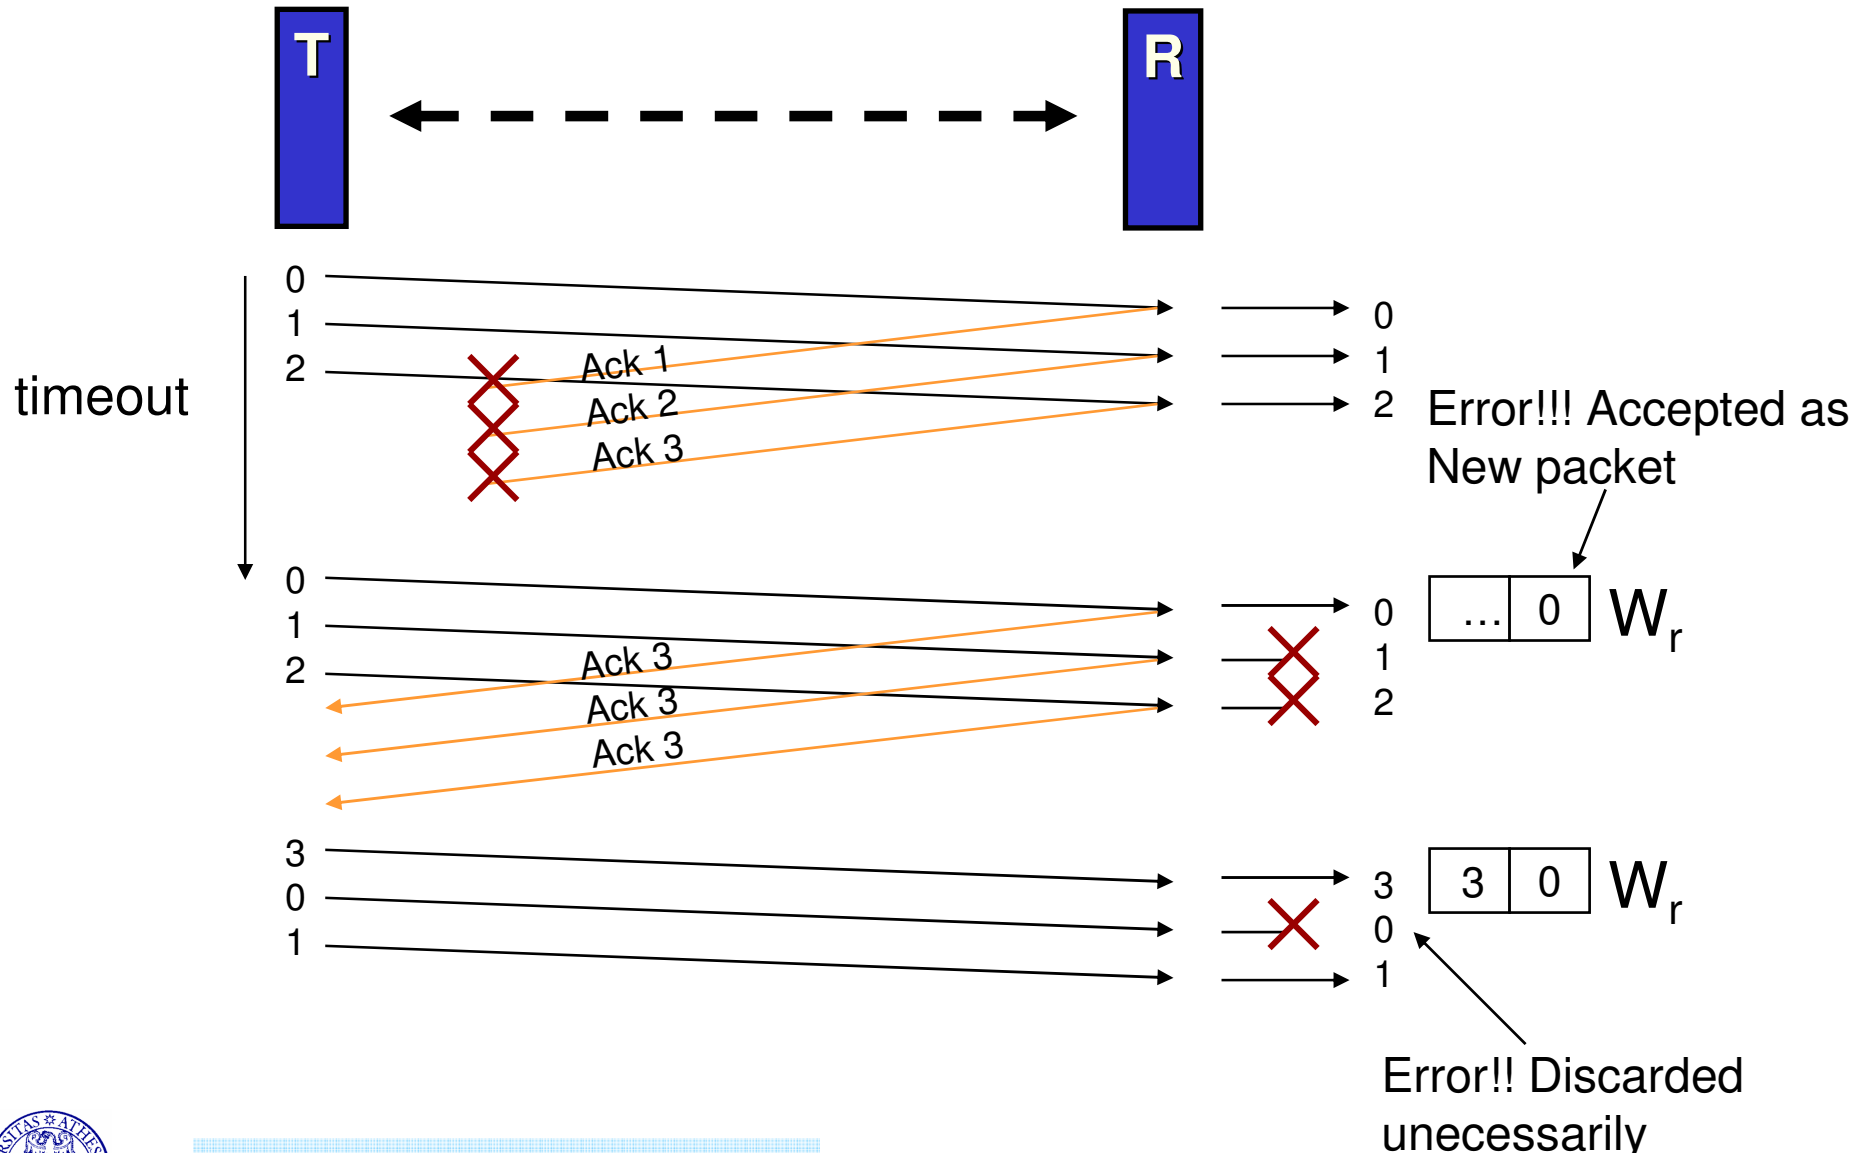 T
R
timeout
0
1
2
Ack 1
Ack 2
Ack 3
0
1
2
Error!!! Accepted as
New packet
0
1
2
Ack 3
Ack 3
Ack 3
0
1
2
... 0
Wr
3
0
1
3
0
1
3 0
Wr
Error!! Discarded
unecessarily